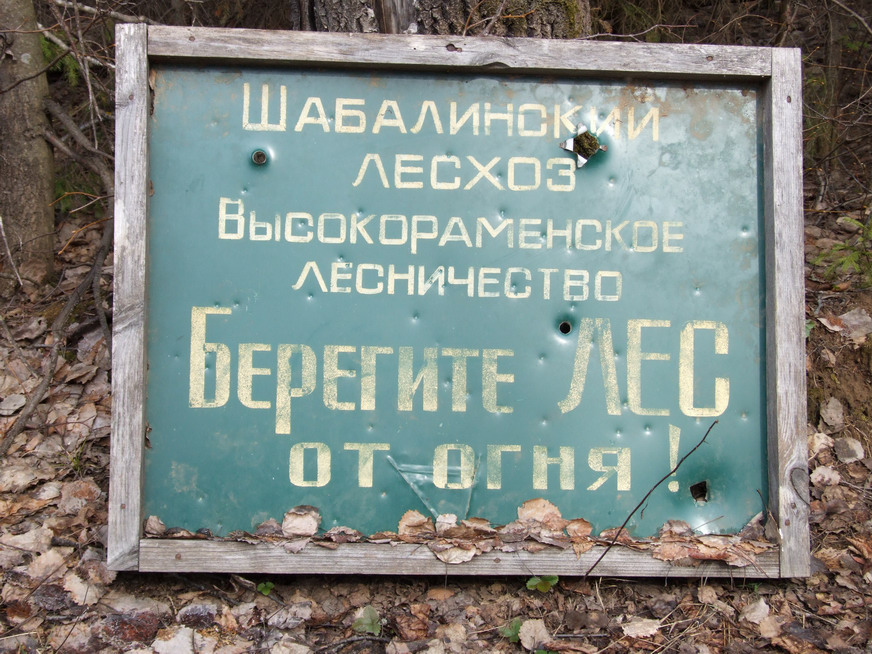 Шабалинский
лесхоз
Высокораменское
лесничество
Берегите лес
от огня!